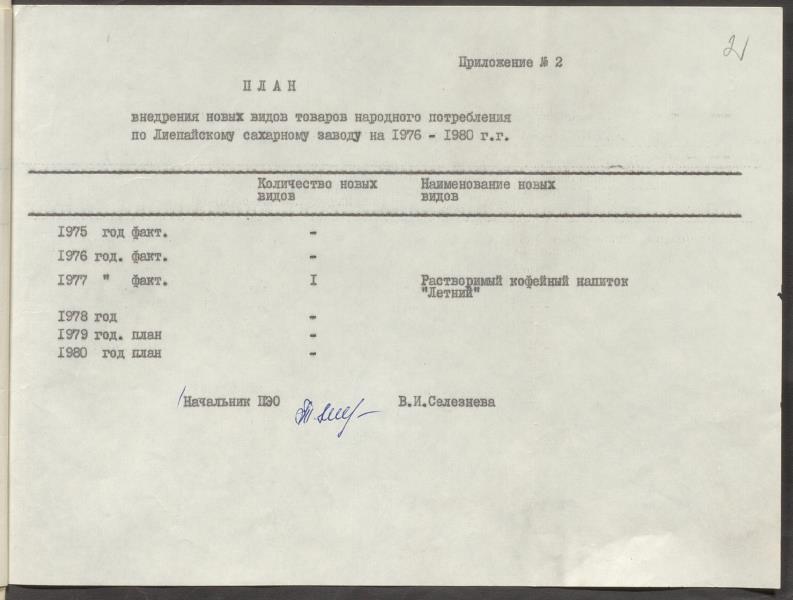 21
Приложение № 2
П Л А Н
внедрения новых видов товаров народного потребления
по Лиепайскому сахарному заводу на 1976 - 1980 г.г.
Количество новых Наименование новых
видов видов
1975 год факт. -
1976 год. факт. -
1977 " факт. I Растворимый кофейный напиток
"Летний"
1978 год -
1979 год. план -
1980 год план -
Начальник ПЭО В.И.Селезнева